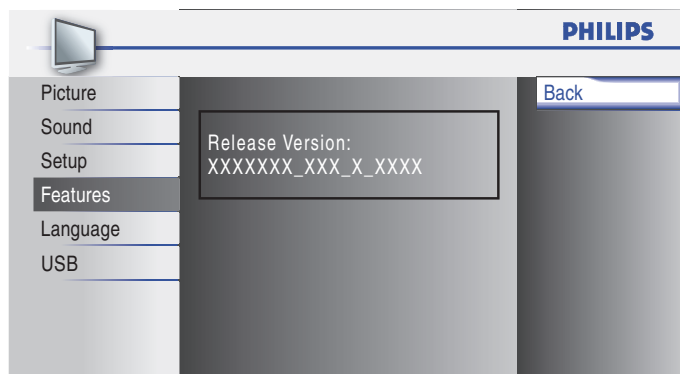 PHILIPS
Picture
Sound
Setup
Features
Language
USB
Release Version:
XXXXXXX_XXX_X_XXXX
Back